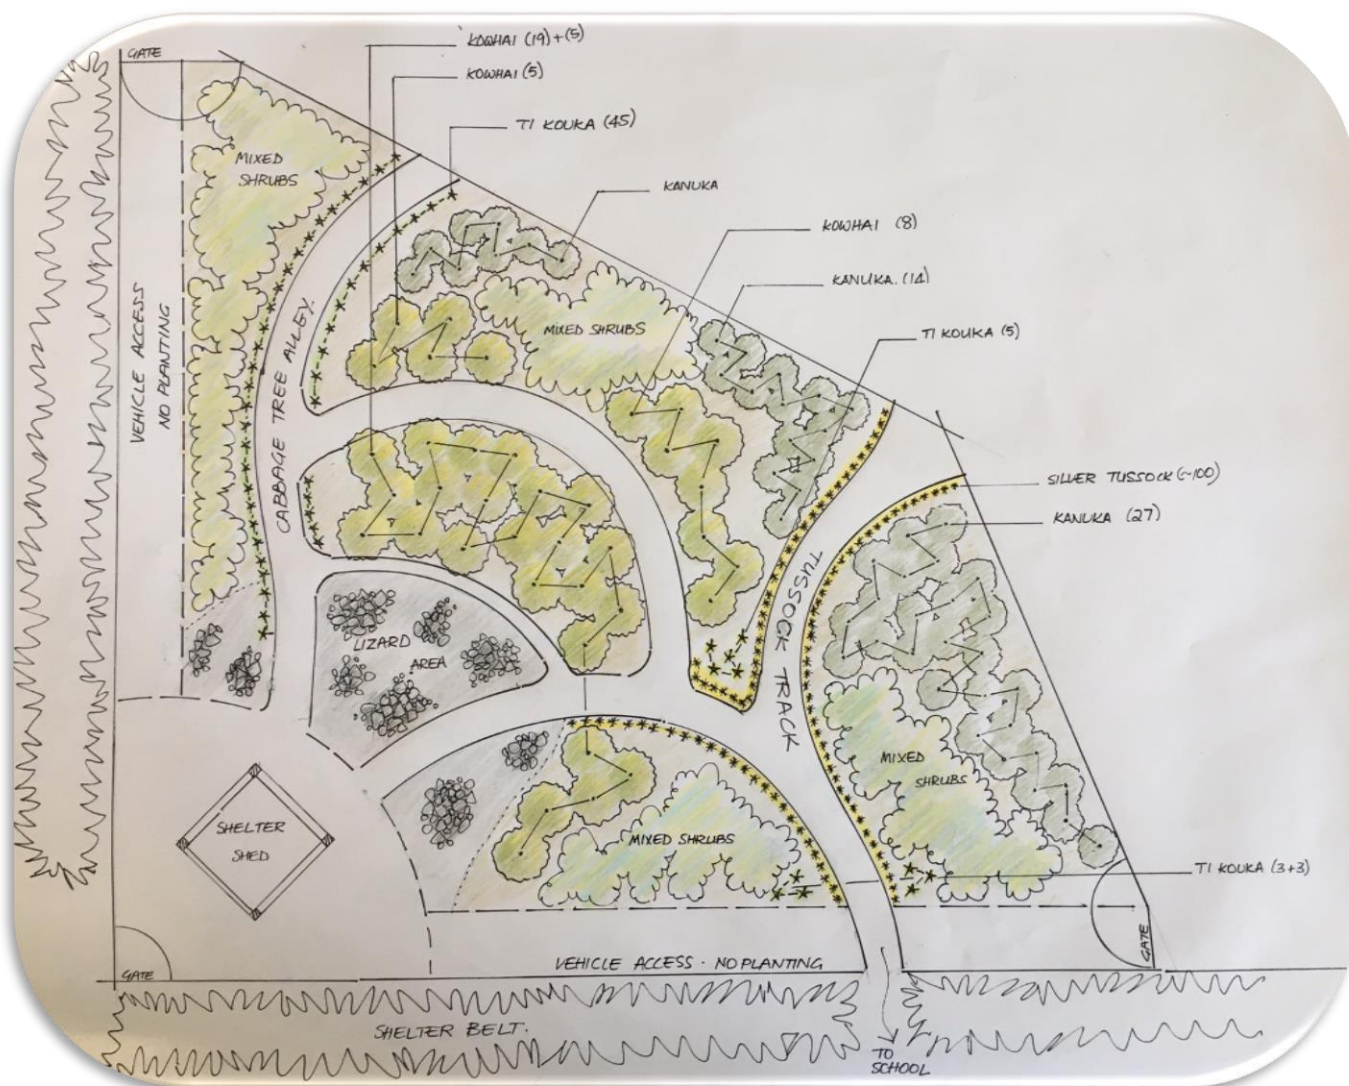 GATE
KOWHAI (19)+(5)
KOWHAI (5)
TI KOUKA (45)
MIXED
SHRUBS
KANUKA
KOWHAI (8)
KANUKA. (14)
TI KOUKA (5)
MIXED SHRUBS
VEHICLE ACCESS
NO PLANTING
CABBAGE TREE ALLEY.
SILVER TUSSOCK (~100)
KANUKA (27)
TUSSOCK TRACK
LIZARD
AREA
MIXED
SHRUBS
SHELTER
SHED
MIXED SHRUBS
TI KOUKA (3+3)
GATE
GATE
VEHICLE ACCESS · NO PLANTING
SHELTER BELT.
TO
SCHOOL